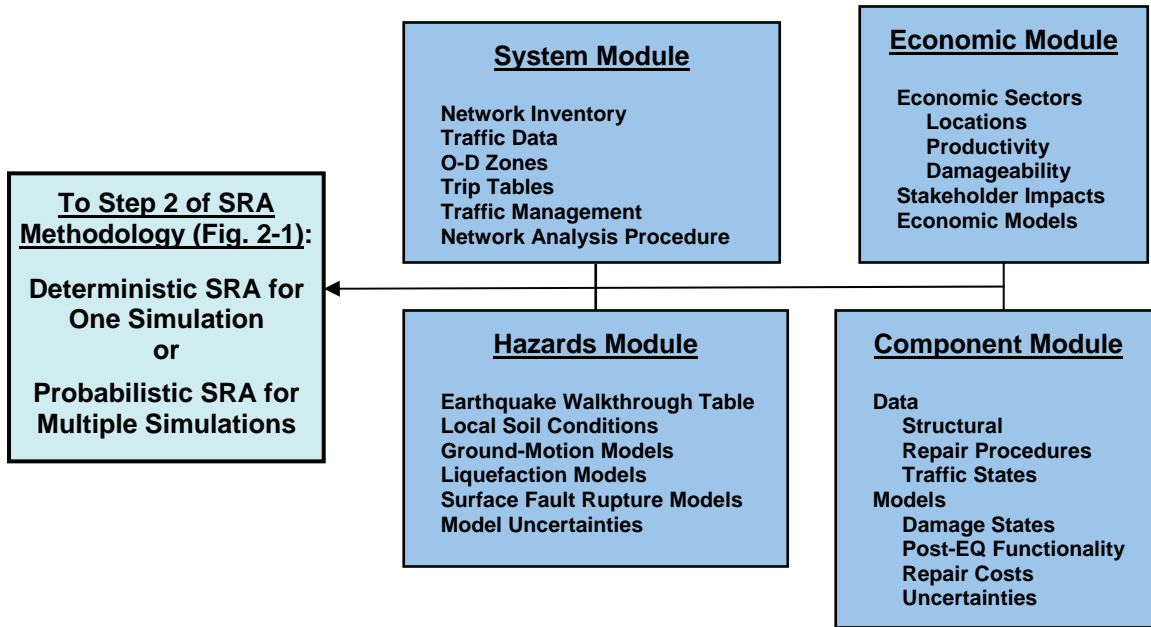 System Module
Network Inventory
Traffic Data
O-D Zones
Trip Tables
Traffic Management
Network Analysis Procedure
Economic Module
Economic Sectors
Locations
Productivity
Damageability
Stakeholder Impacts
Economic Models
To Step 2 of SRA
Methodology (Fig. 2-1):
Deterministic SRA for
One Simulation
or
Probabilistic SRA for
Multiple Simulations
Hazards Module
Earthquake Walkthrough Table
Local Soil Conditions
Ground-Motion Models
Liquefaction Models
Surface Fault Rupture Models
Model Uncertainties
Component Module
Data
Structural
Repair Procedures
Traffic States
Models
Damage States
Post-EQ Functionality
Repair Costs
Uncertainties